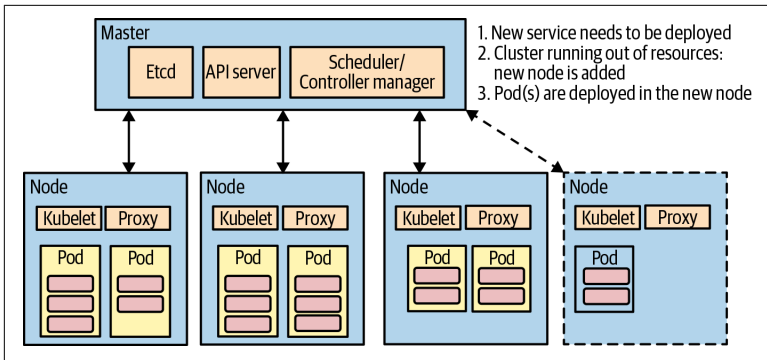 Master
Etcd
API server
Scheduler/
Controller manager
1. New service needs to be deployed
2. Cluster running out of resources:
new node is added
3. Pod(s) are deployed in the new node
Node
Kubelet
Proxy
Pod
Pod
Node
Kubelet
Proxy
Pod
Pod
Node
Kubelet
Proxy
Pod
Pod
Node
Kubelet
Proxy
Pod